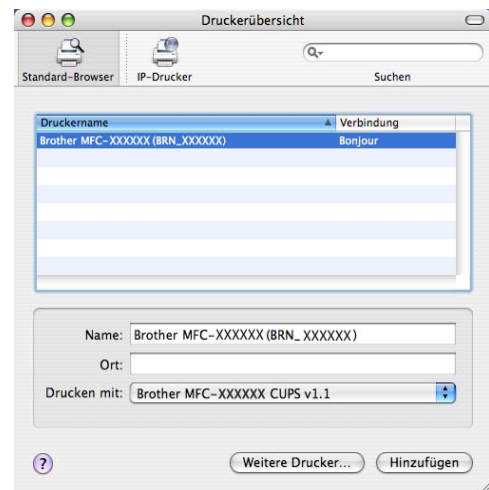 Druckerübersicht
Standard-Browser IP-Drucker Suchen
Druckername Verbindung
Brother MFC-XXXXXX (BRN_XXXXXX) Bonjour
Name: Brother MFC-XXXXXX (BRN_ XXXXXX)
Ort:
Drucken mit: Brother MFC-XXXXXX CUPS v1.1
? Weitere Drucker... Hinzufügen